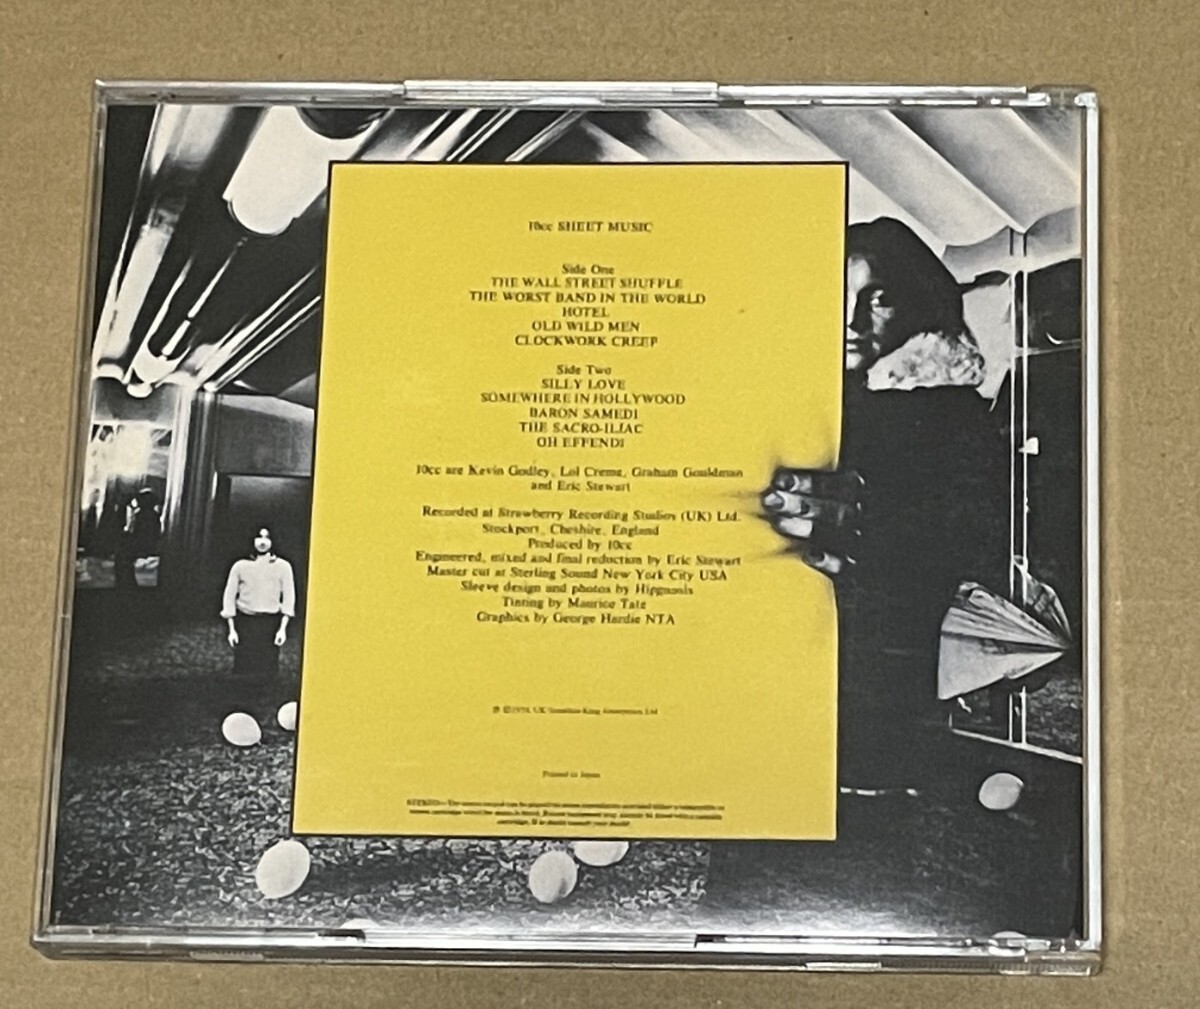 10cc SHEET MUSIC
Side One
THE WALL STREET SHUFFLE
THE WORST BAND IN THE WORLD
HOTEL
OLD WILD MEN
CLOCKWORK CREEP
Side Two
SILLY LOVE
SOMEWHERE IN HOLLYWOOD
BARON SAMEDI
THE SACRO-ILIAC
OH EFFENDI
10cc are Kevin Godley, Lol Creme, Graham Gouldman
and Eric Stewart
Recorded at Strawberry Recording Studios (UK) Ltd.
Stockport, Cheshire, England
Produced by 10cc
Engineered, mixed and final reduction by Eric Stewart
Master cut at Sterling Sound New York City USA
Sleeve design and photos by Hipgnosis
Tinting by Maurice Tate
Graphics by George Hardie NTA
Printed in Japan